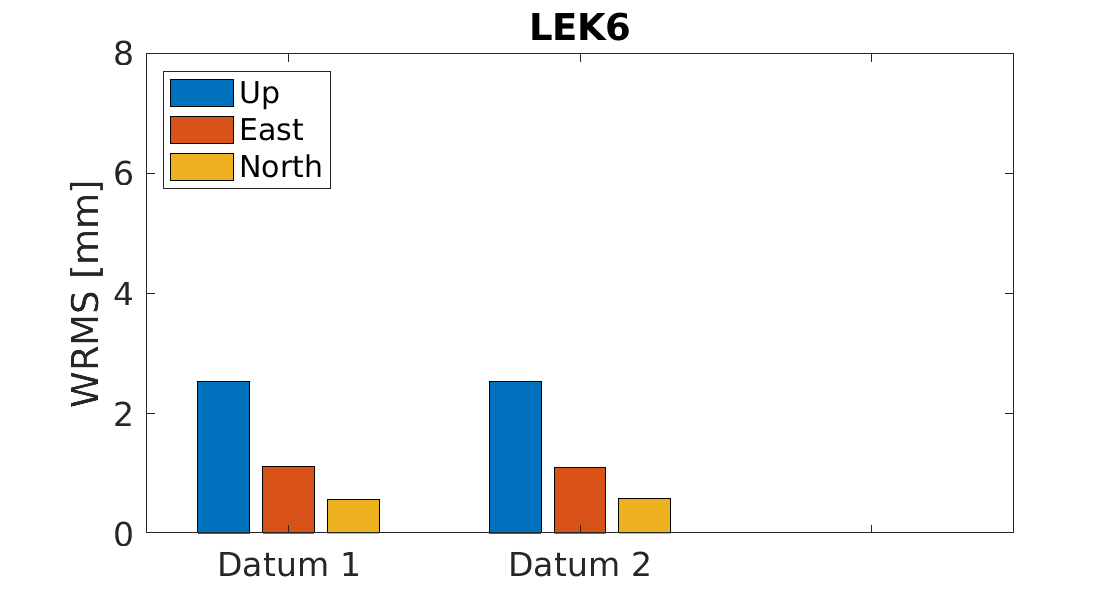 LEK6
8
6
4
2
0
WRMS [mm]
Up
East
North
Datum 1
Datum 2